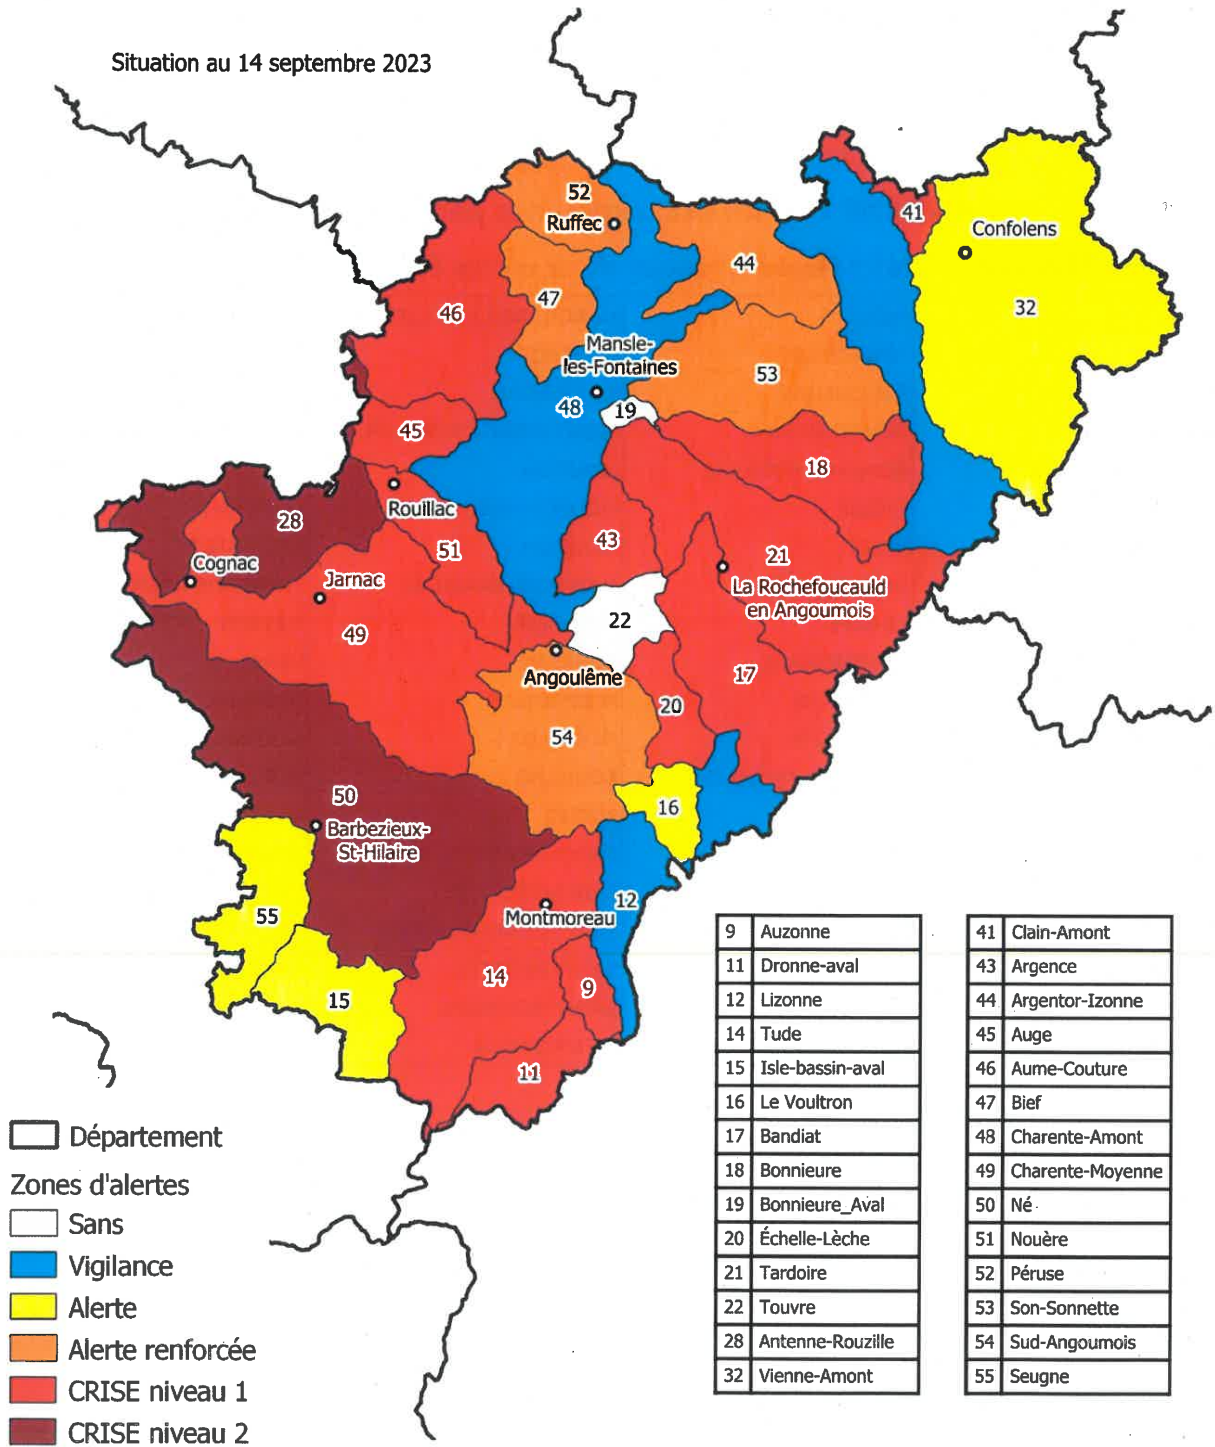 Situation au 14 septembre 2023
52
Ruffec
41
Confolens
44
47
46
32
Mansle-
les-Fontaines
53
48
19
45
18
Rouillac
28
43
51
21
Cognac
Jarnac
La Rochefoucauld
en Angoumois
22
49
Angoulême
17
20
54
50
16
Barbezieux-
St-Hilaire
12
55
Montmoreau
14
9
15
11
9 Auzonne
11 Dronne-aval
12 Lizonne
14 Tude
15 Isle-bassin-aval
16 Le Voultron
17 Bandiat
18 Bonnieure
19 Bonnieure_Aval
20 Échelle-Lèche
21 Tardoire
22 Touvre
28 Antenne-Rouzille
32 Vienne-Amont
41 Clain-Amont
43 Argence
44 Argentor-Izonne
45 Auge
46 Aume-Couture
47 Bief
48 Charente-Amont
49 Charente-Moyenne
50 Né
51 Nouère
52 Péruse
53 Son-Sonnette
54 Sud-Angoumois
55 Seugne
Département
Zones d'alertes
Sans
Vigilance
Alerte
Alerte renforcée
CRISE niveau 1
CRISE niveau 2